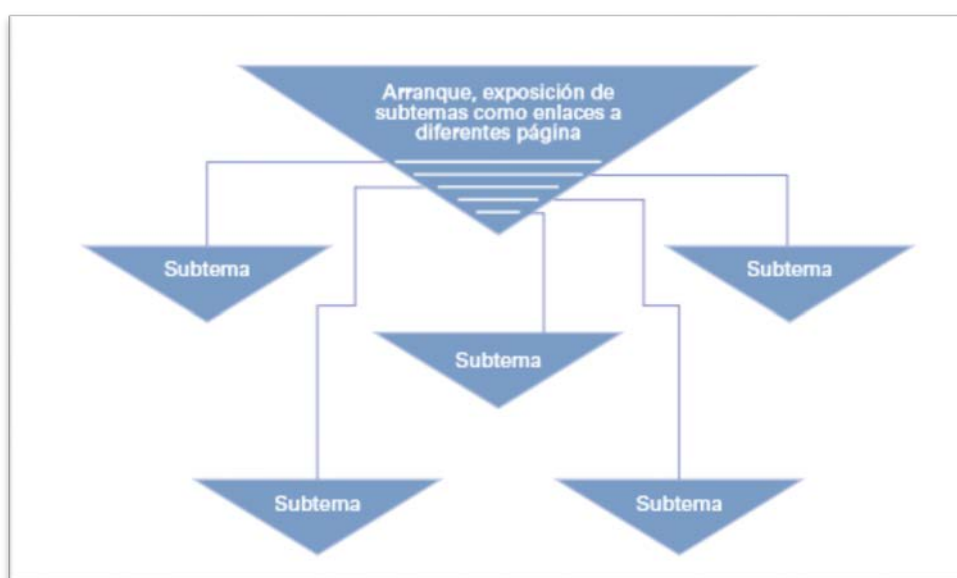 Arranque, exposición de
subtemas como enlaces a
diferentes página
Subtema
Subtema
Subtema
Subtema
Subtema